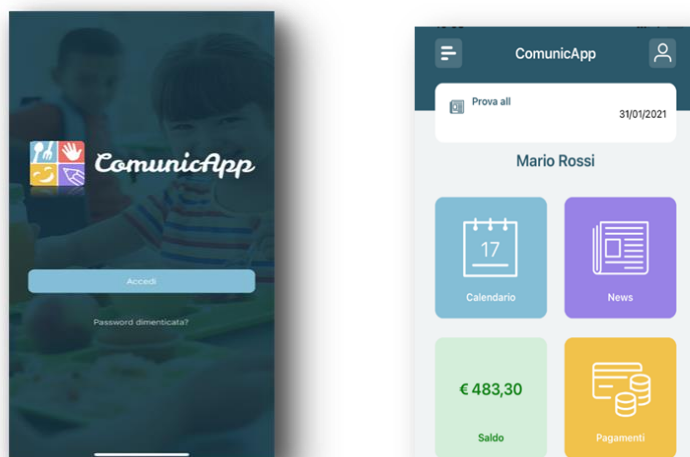 ComunicApp
Accedi
Password dimenticata?
ComunicApp
Prova all
31/01/2021
Mario Rossi
17
Calendario
News
€ 483,30
Saldo
Pagamenti